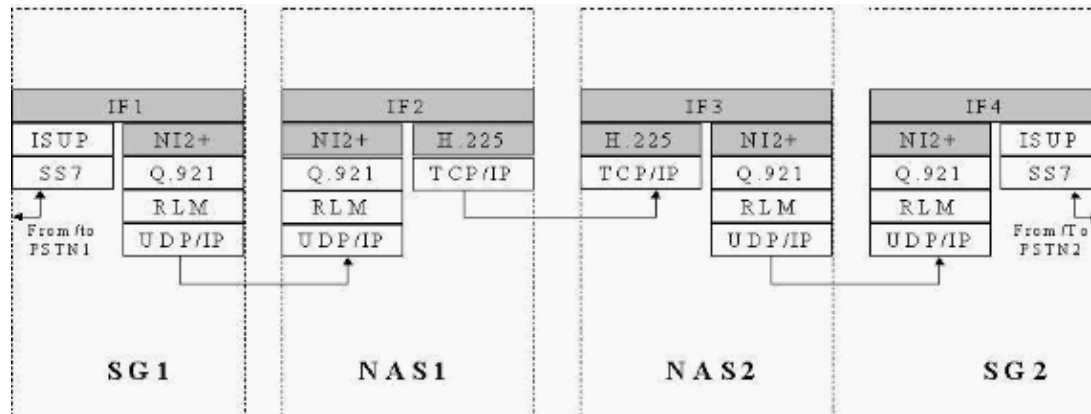 IF1
IF2
IF3
IF4
ISUP
NI2+
NI2+
H.225
H.225
NI2+
NI2+
ISUP
SS7
Q.921
Q.921
TCP/IP
TCP/IP
Q.921
Q.921
SS7
RLM
RLM
RLM
RLM
From/to
PSTN1
UDP/IP
UDP/IP
UDP/IP
UDP/IP
From/To
PSTN2
SG1
NAS1
NAS2
SG2